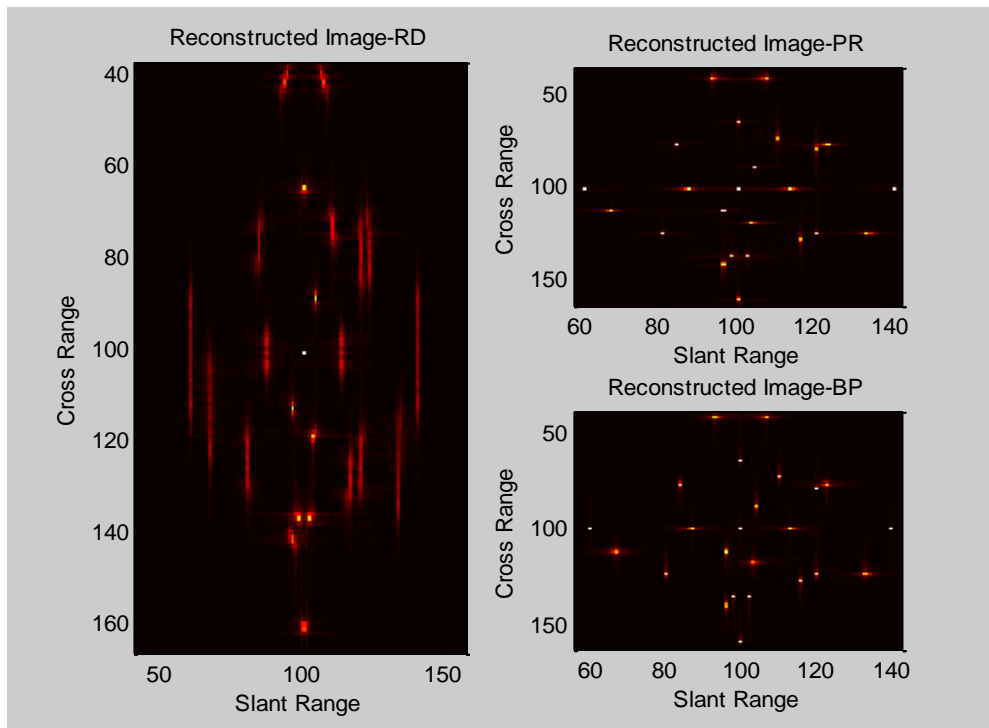 Reconstructed Image-RD
40
60
80
100
120
140
160
Cross Range
50
100
150
Slant Range
Reconstructed Image-PR
50
100
150
Cross Range
60
80
100
120
140
Slant Range
Reconstructed Image-BP
50
100
150
Cross Range
60
80
100
120
140
Slant Range